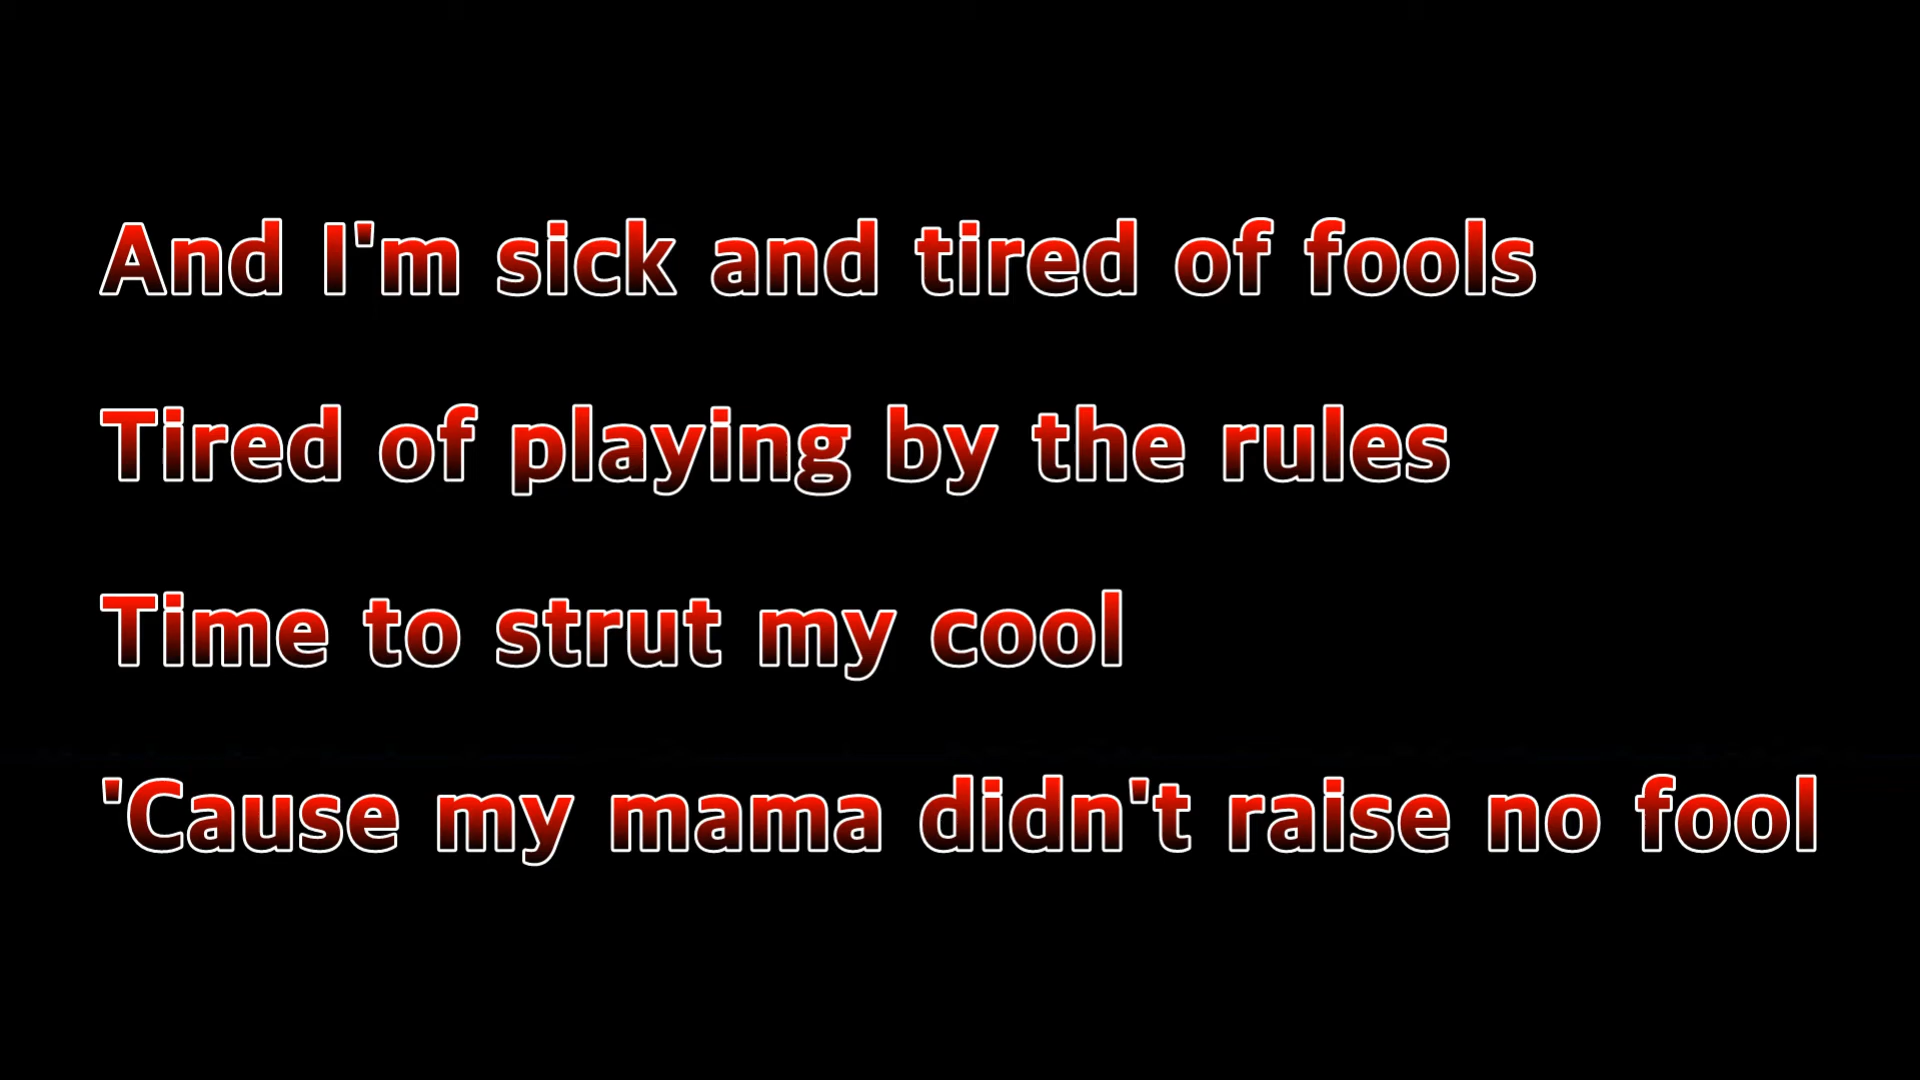 And I'm sick and tired of fools
Tired of playing by the rules
Time to strut my cool
'Cause my mama didn't raise no fool